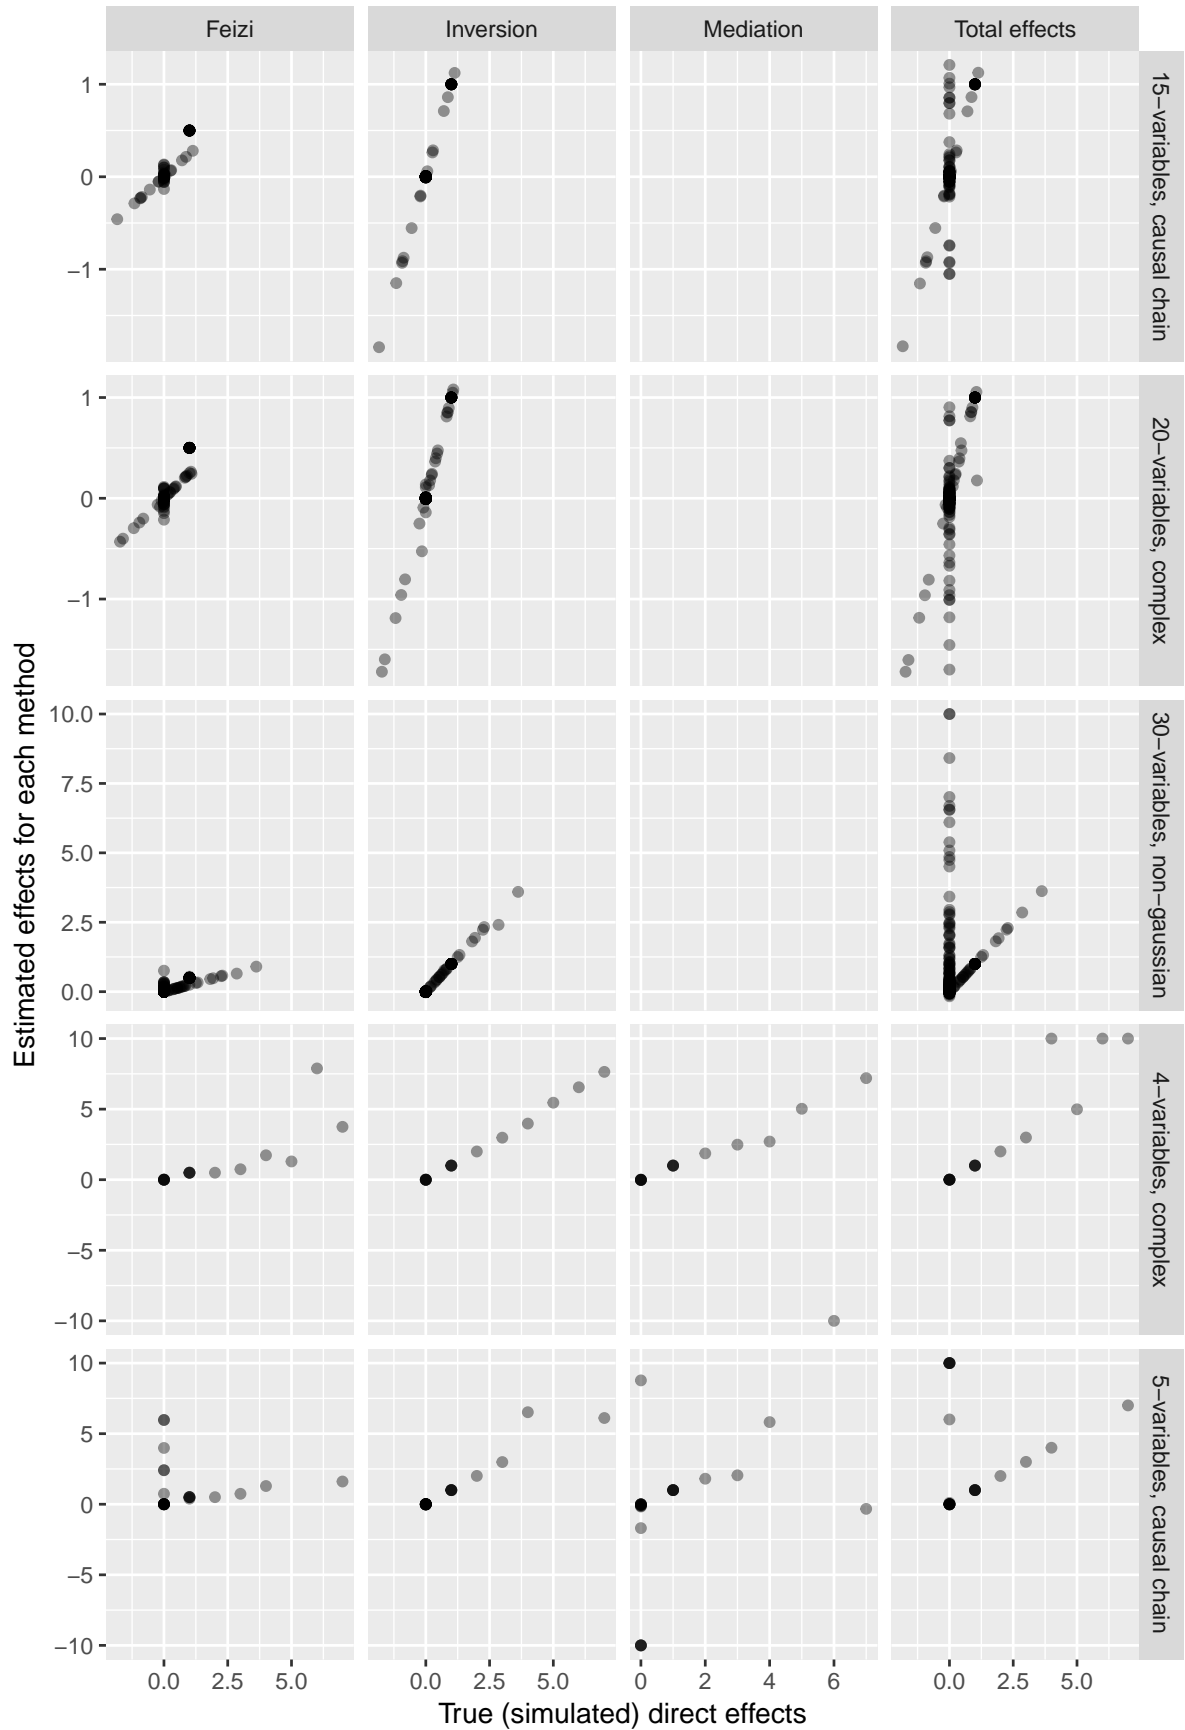 Feizi
Inversion
Mediation
Total effects
1
0
−1
15−variables, causal chain
1
0
−1
20−variables, complex
10.0
7.5
5.0
2.5
0.0
30−variables, non−gaussian
10
5
0
−5
−10
4−variables, complex
10
5
0
−5
−10
5−variables, causal chain
Estimated effects for each method
0.0 2.5 5.0
0.0 2.5 5.0
0 2 4 6
0.0 2.5 5.0
True (simulated) direct effects